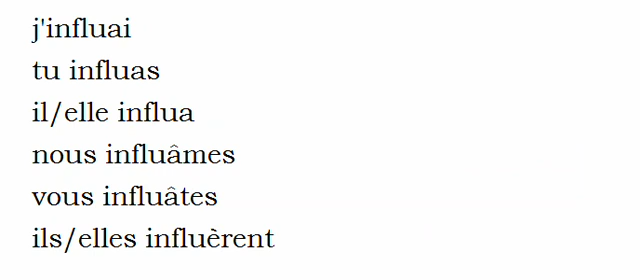 j'influai
tu influas
il/elle influa
nous influâmes
vous influâtes
ils/elles influèrent